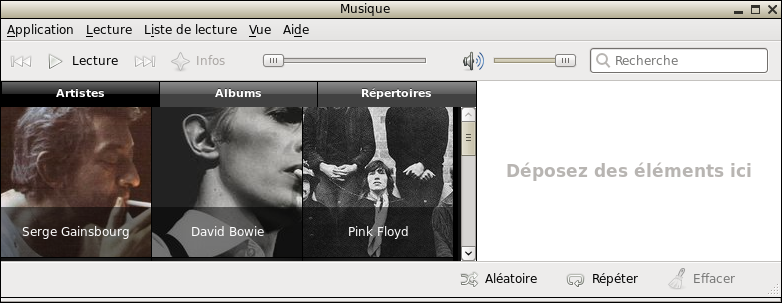 Musique
Application Lecture Liste de lecture Vue Aide
Lecture Infos Recherche
Artistes Albums Répertoires
Déposez des éléments ici
Serge Gainsbourg David Bowie Pink Floyd
Aléatoire Répéter Effacer